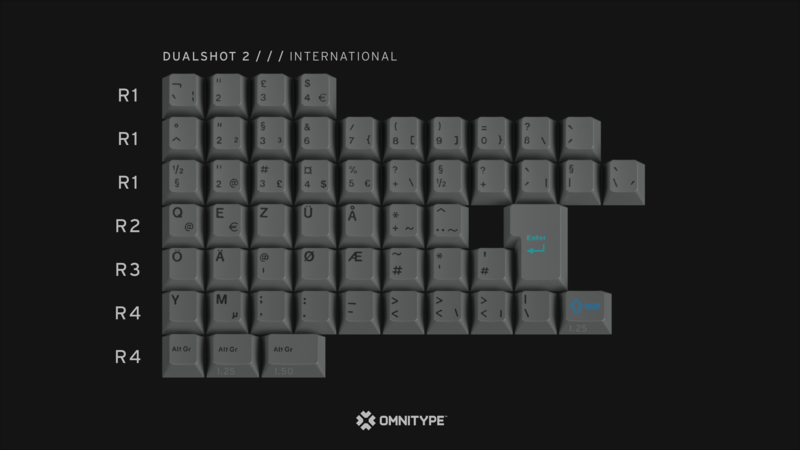 DUALSHOT 2 /// INTERNATIONAL
R1 ¬ ` ¦ " 2 £ 3 $ 4 €
R1 ° ^ " 2 ² § 3 ³ & 6 / 7 { ( 8 [ ) 9 ] = 0 } ? ß \ ` ´
R1 ½ § " 2 @ # 3 £ ¤ 4 $ % 5 € ? + \ § ½ ? + ` ´ | § | \
R2 Q @ E € Z Ü Å * + ~ ^ ¨ ~ Enter
R3 Ö Ä @ ' Ø Æ ~ # * ' ' #
R4 Y M µ ; , : . _ - > < > < \ > < | | \ 1.25
R4 Alt Gr Alt Gr 1.25 Alt Gr 1.50
OMNITYPE